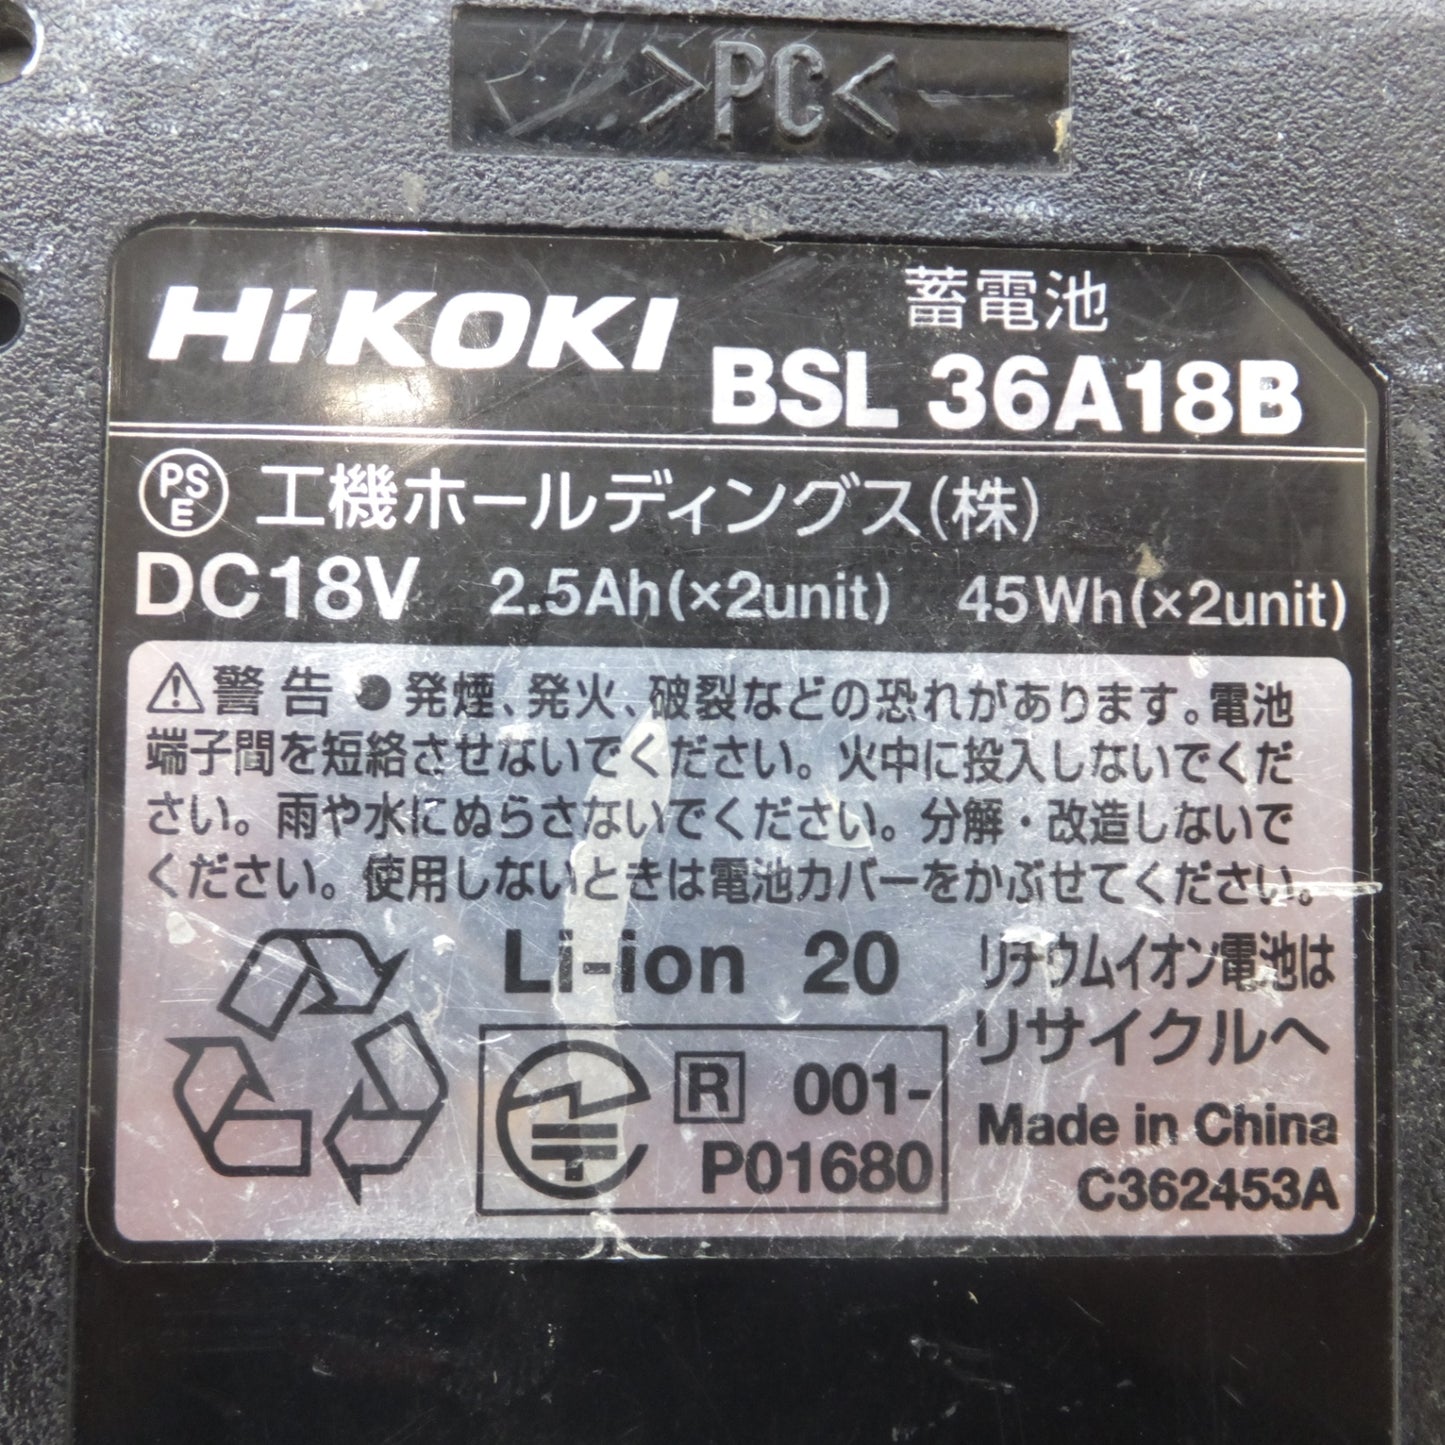 >PC<
HiKOKI
蓄電池
BSL 36A18B
PS
E
工機ホールディングス(株)
DC18V 2.5Ah(×2unit) 45Wh(×2unit)
⚠警告 ●発煙、発火、破裂などの恐れがあります。電池
端子間を短絡させないでください。火中に投入しないでくだ
さい。雨や水にぬらさないでください。分解・改造しないで
ください。使用しないときは電池カバーをかぶせてください。
Li-ion 20
リチウムイオン電池は
リサイクルへ
R 001-
P01680
Made in China
C362453A